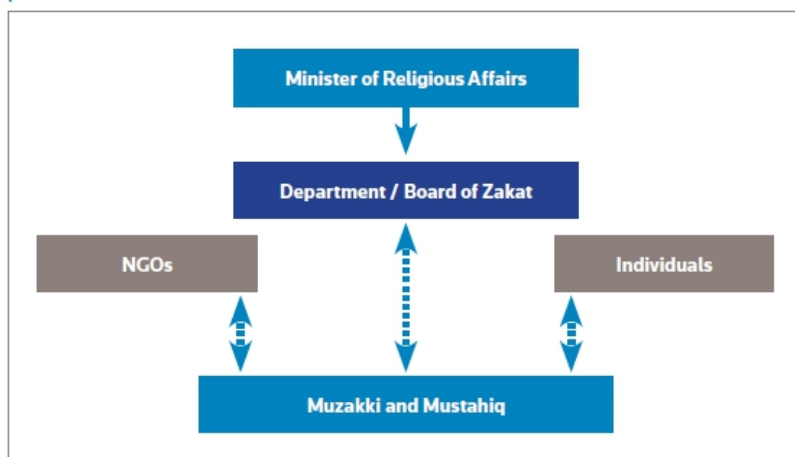 Minister of Religious Affairs
Department / Board of Zakat
NGOs
Individuals
Muzakki and Mustahiq